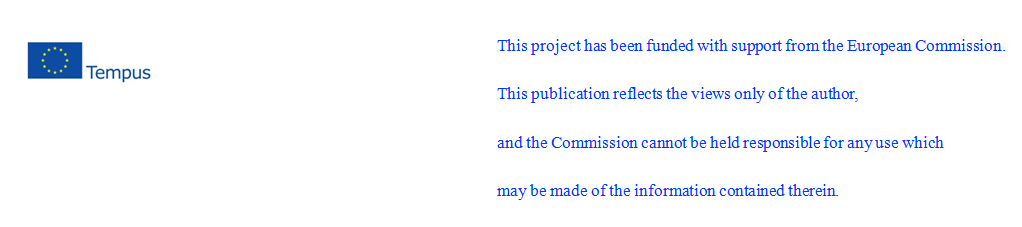 Tempus
This project has been funded with support from the European Commission.
This publication reflects the views only of the author,
and the Commission cannot be held responsible for any use which
may be made of the information contained therein.